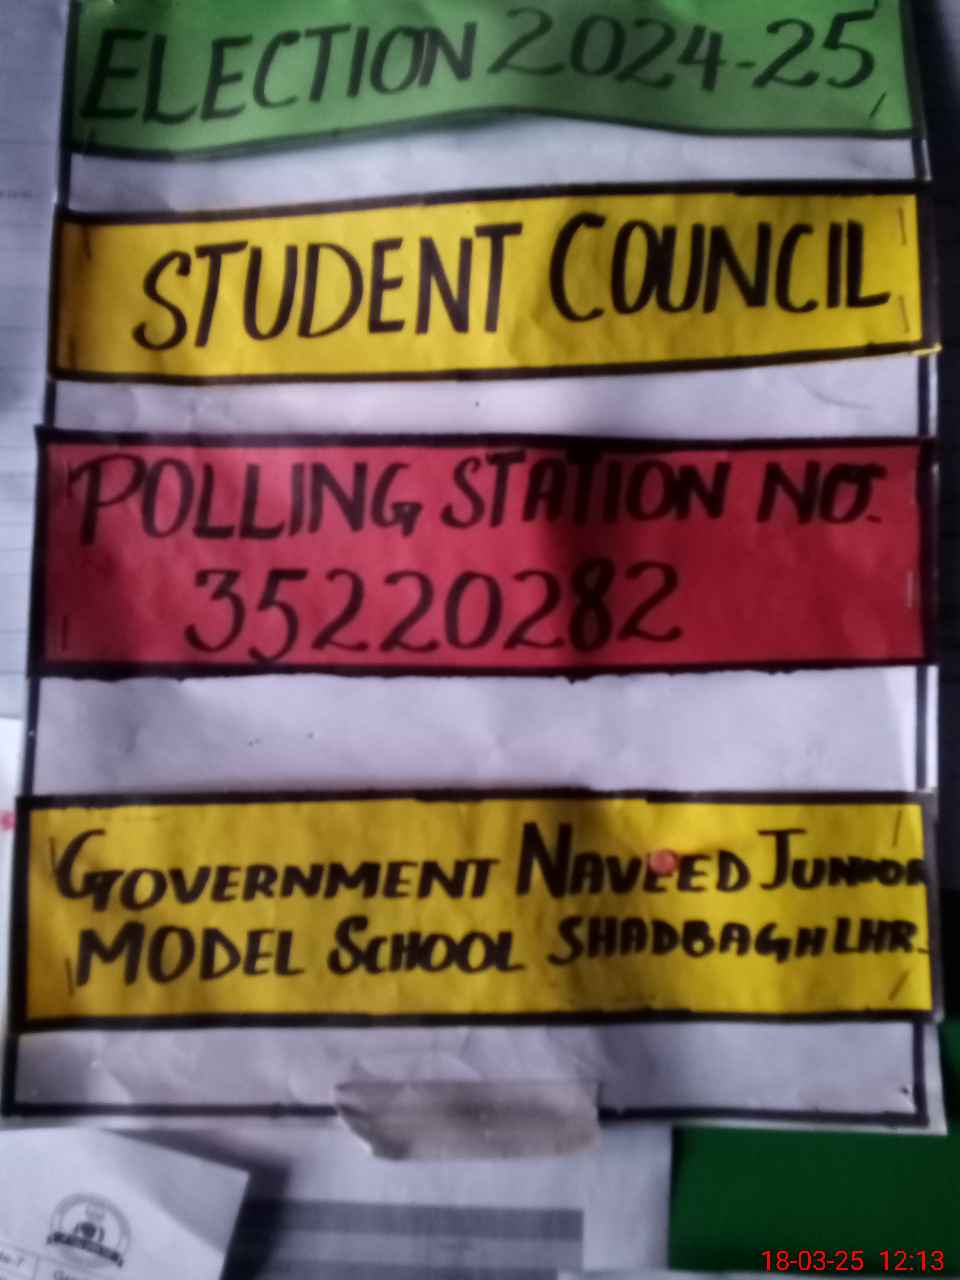 ELECTION 2024-25
STUDENT COUNCIL
POLLING STATION NO.
35220282
GOVERNMENT NAVEED JUNIOR
MODEL SCHOOL SHADBAGH LHR.
18-03-25 12:13